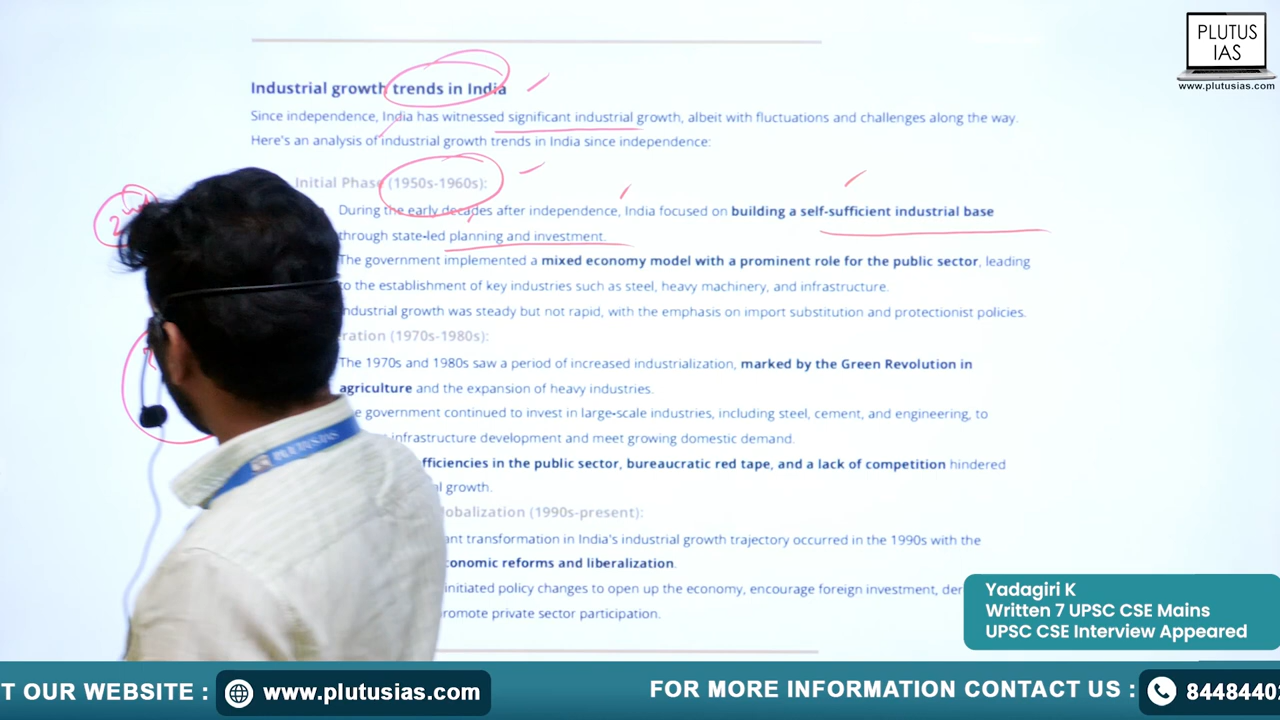 PLUTUS
IAS
www.plutusias.com
Industrial growth trends in India
Since independence, India has witnessed significant industrial growth, albeit with fluctuations and challenges along the way.
Here's an analysis of industrial growth trends in India since independence:
Initial Phase (1950s-1960s):
2nd
During the early decades after independence, India focused on building a self-sufficient industrial base
through state-led planning and investment.
The government implemented a mixed economy model with a prominent role for the public sector, leading
to the establishment of key industries such as steel, heavy machinery, and infrastructure.
industrial growth was steady but not rapid, with the emphasis on import substitution and protectionist policies.
(1970s-1980s):
The 1970s and 1980s saw a period of increased industrialization, marked by the Green Revolution in
agriculture and the expansion of heavy industries.
government continued to invest in large-scale industries, including steel, cement, and engineering, to
infrastructure development and meet growing domestic demand.
in the public sector, bureaucratic red tape, and a lack of competition hindered
growth.
(1990s-present):
transformation in India's industrial growth trajectory occurred in the 1990s with the
reforms and liberalization.
initiated policy changes to open up the economy, encourage foreign investment,
private sector participation.
PLUTUS IAS
Yadagiri K
Written 7 UPSC CSE Mains
UPSC CSE Interview Appeared
T OUR WEBSITE : www.plutusias.com
FOR MORE INFORMATION CONTACT US : 8448440